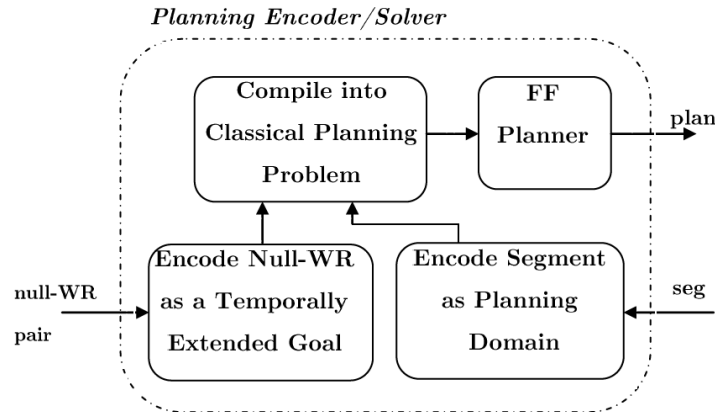 Planning Encoder/Solver
Compile into
Classical Planning
Problem
FF
Planner
plan
Encode Null-WR
as a Temporally
Extended Goal
Encode Segment
as Planning
Domain
null-WR
pair
seg